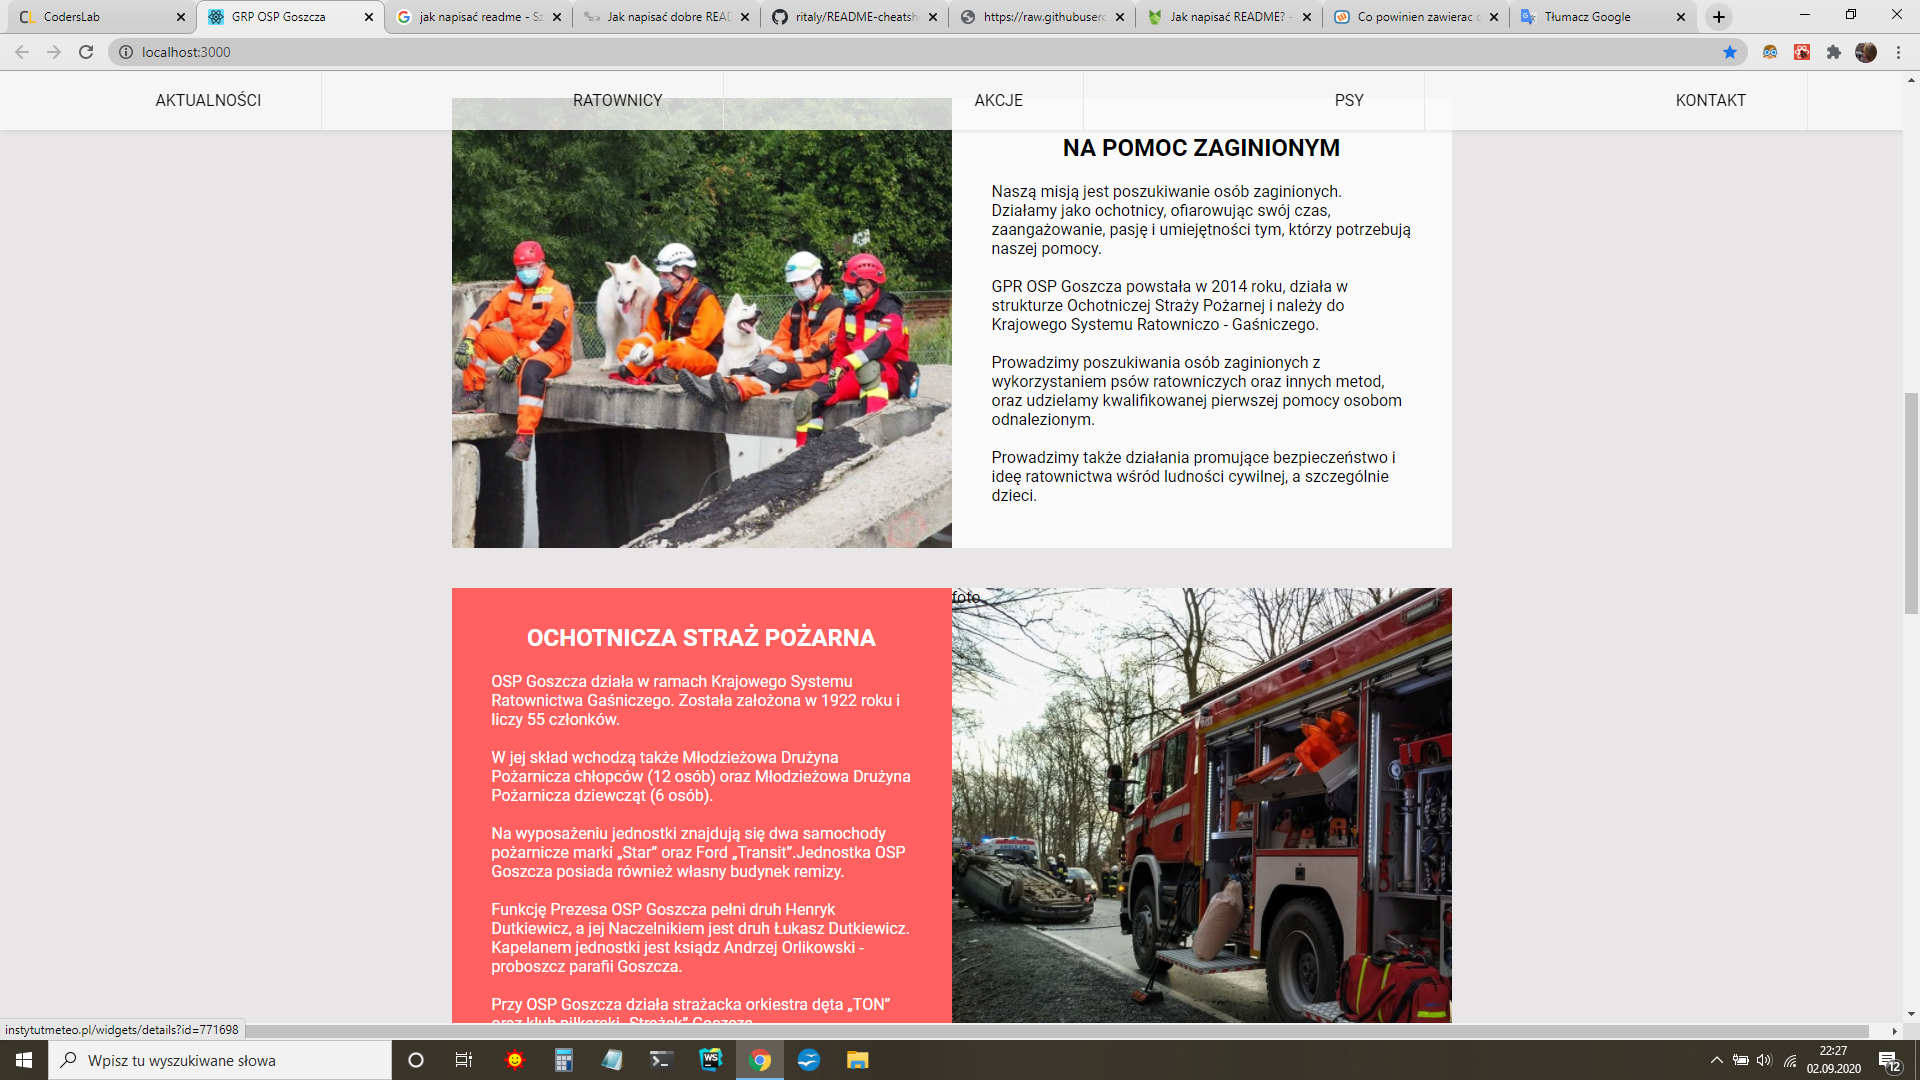 CodersLab
GRP OSP Goszcza
jak napisać readme - Sz
Jak napisać dobre READ
ritaly/README-cheatshe
https://raw.githubuserc
Jak napisać README? -
Co powinien zawierac d
Tłumacz Google
localhost:3000
AKTUALNOŚCI
RATOWNICY
AKCJE
PSY
KONTAKT
NA POMOC ZAGINIONYM
Naszą misją jest poszukiwanie osób zaginionych.
Działamy jako ochotnicy, ofiarowując swój czas,
zaangażowanie, pasję i umiejętności tym, którzy potrzebują
naszej pomocy.
GPR OSP Goszcza powstała w 2014 roku, działa w
strukturze Ochotniczej Straży Pożarnej i należy do
Krajowego Systemu Ratowniczo - Gaśniczego.
Prowadzimy poszukiwania osób zaginionych z
wykorzystaniem psów ratowniczych oraz innych metod,
oraz udzielamy kwalifikowanej pierwszej pomocy osobom
odnalezionym.
Prowadzimy także działania promujące bezpieczeństwo i
ideę ratownictwa wśród ludności cywilnej, a szczególnie
dzieci.
OCHOTNICZA STRAŻ POŻARNA
OSP Goszcza działa w ramach Krajowego Systemu
Ratownictwa Gaśniczego. Została założona w 1922 roku i
liczy 55 członków.
W jej skład wchodzą także Młodzieżowa Drużyna
Pożarnicza chłopców (12 osób) oraz Młodzieżowa Drużyna
Pożarnicza dziewcząt (6 osób).
Na wyposażeniu jednostki znajdują się dwa samochody
pożarnicze marki „Star” oraz Ford „Transit”.Jednostka OSP
Goszcza posiada również własny budynek remizy.
Funkcję Prezesa OSP Goszcza pełni druh Henryk
Dutkiewicz, a jej Naczelnikiem jest druh Łukasz Dutkiewicz.
Kapelanem jednostki jest ksiądz Andrzej Orlikowski -
proboszcz parafii Goszcza.
Przy OSP Goszcza działa strażacka orkiestra dęta „TON”
oraz klub piłkarski „Strażak” Goszcza
foto
instytutmeteo.pl/widgets/details?id=771698
Wpisz tu wyszukiwane słowa
22:27
02.09.2020
12